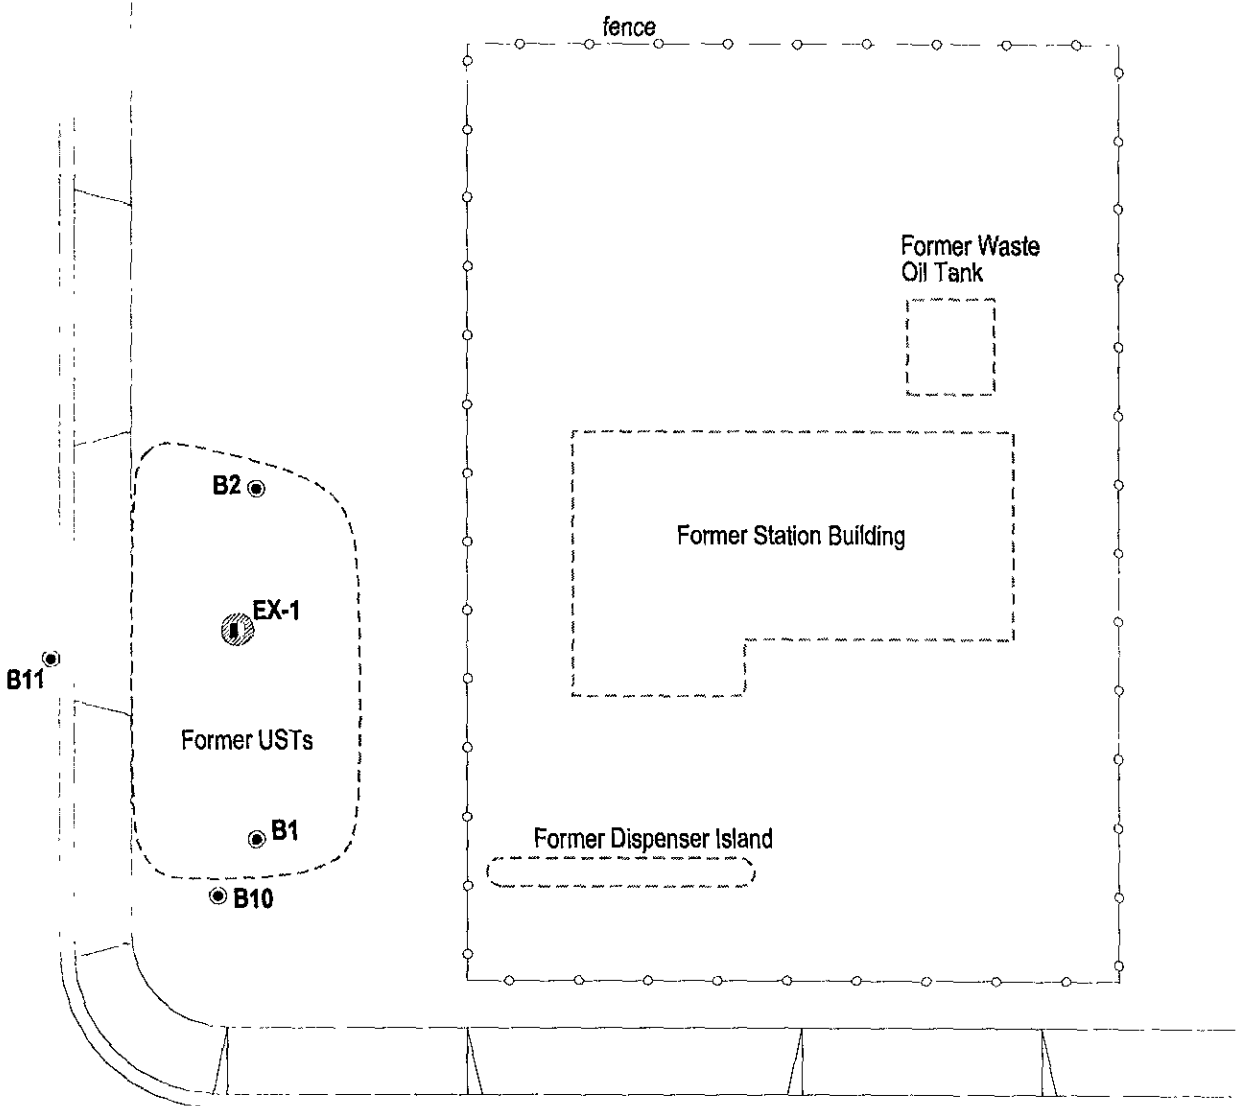 fence
Former Waste
Oil Tank
B2
Former Station Building
EX-1
B11
Former USTs
B1
Former Dispenser Island
B10